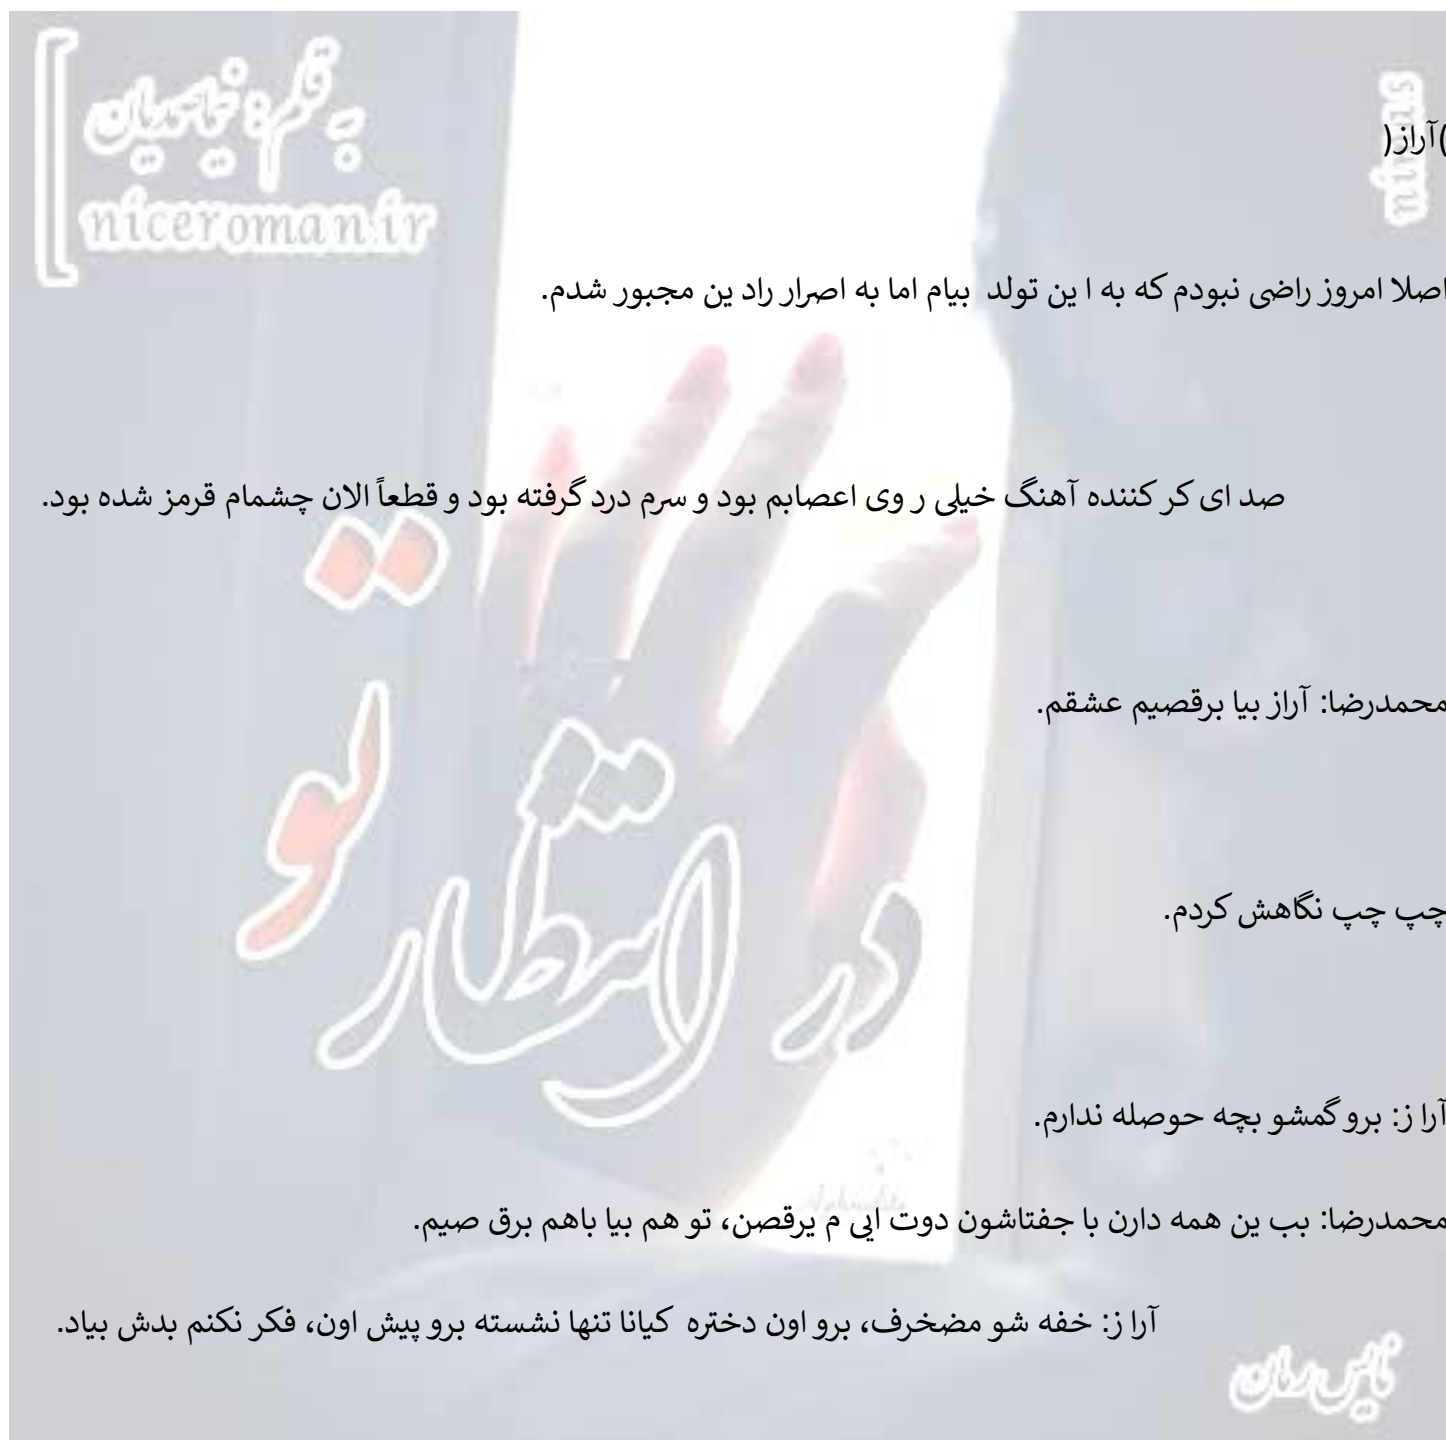 به قلم:
niceroman.ir
)آراز(
اصلا امروز راضی نبودم که به ا ین تولد بیام اما به اصرار راد ین مجبور شدم.
صد ای کر کننده آهنگ خیلی ر وی اعصابم بود و سرم درد گرفته بود و قطعاً الان چشمام قرمز شده بود.
محمدرضا: آراز بیا برقصیم عشقم.
چپ چپ نگاهش کردم.
آرا ز: برو گمشو بچه حوصله ندارم.
محمدرضا: بب ین همه دارن با جفتاشون دوت ایی م یرقصن، تو هم بیا باهم برق صیم.
آرا ز: خفه شو مضخرف، برو اون دختره کیانا تنها نشسته برو پیش اون، فکر نکنم بدش بیاد.
در انتظار تو
نایس رمان